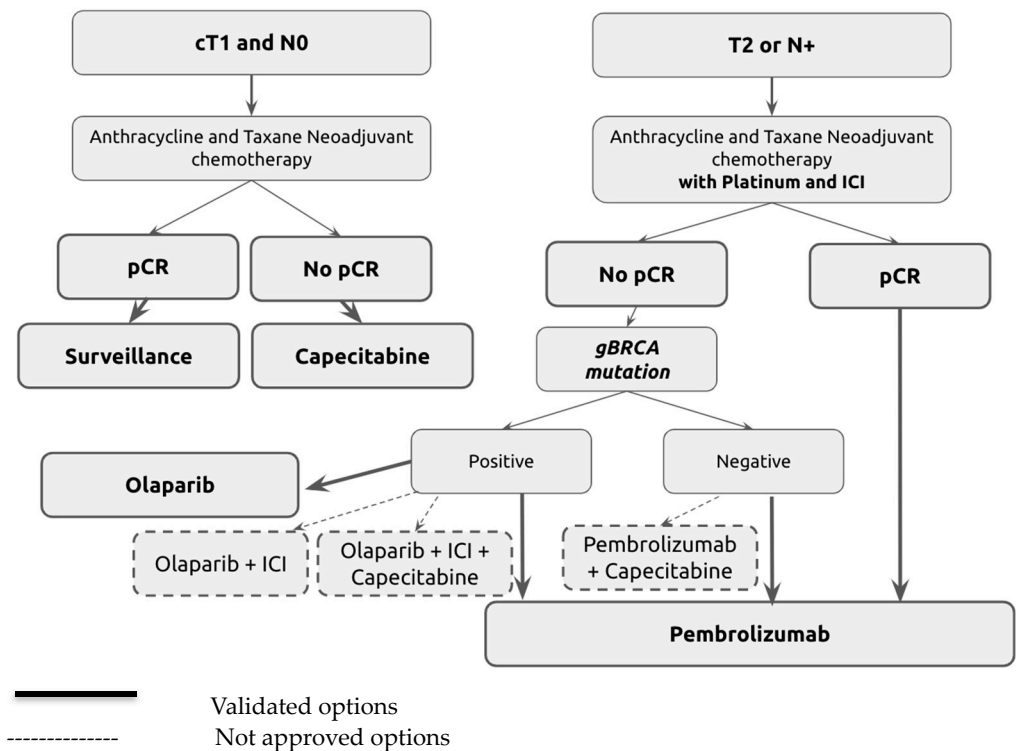 cT1 and N0
T2 or N+
Anthracycline and Taxane Neoadjuvant
chemotherapy
Anthracycline and Taxane Neoadjuvant
chemotherapy
with Platinum and ICI
pCR
No pCR
No pCR
pCR
Surveillance
Capecitabine
gBRCA
mutation
Positive
Negative
Olaparib
Olaparib + ICI
Olaparib + ICI +
Capecitabine
Pembrolizumab
+ Capecitabine
Pembrolizumab
Validated options
Not approved options